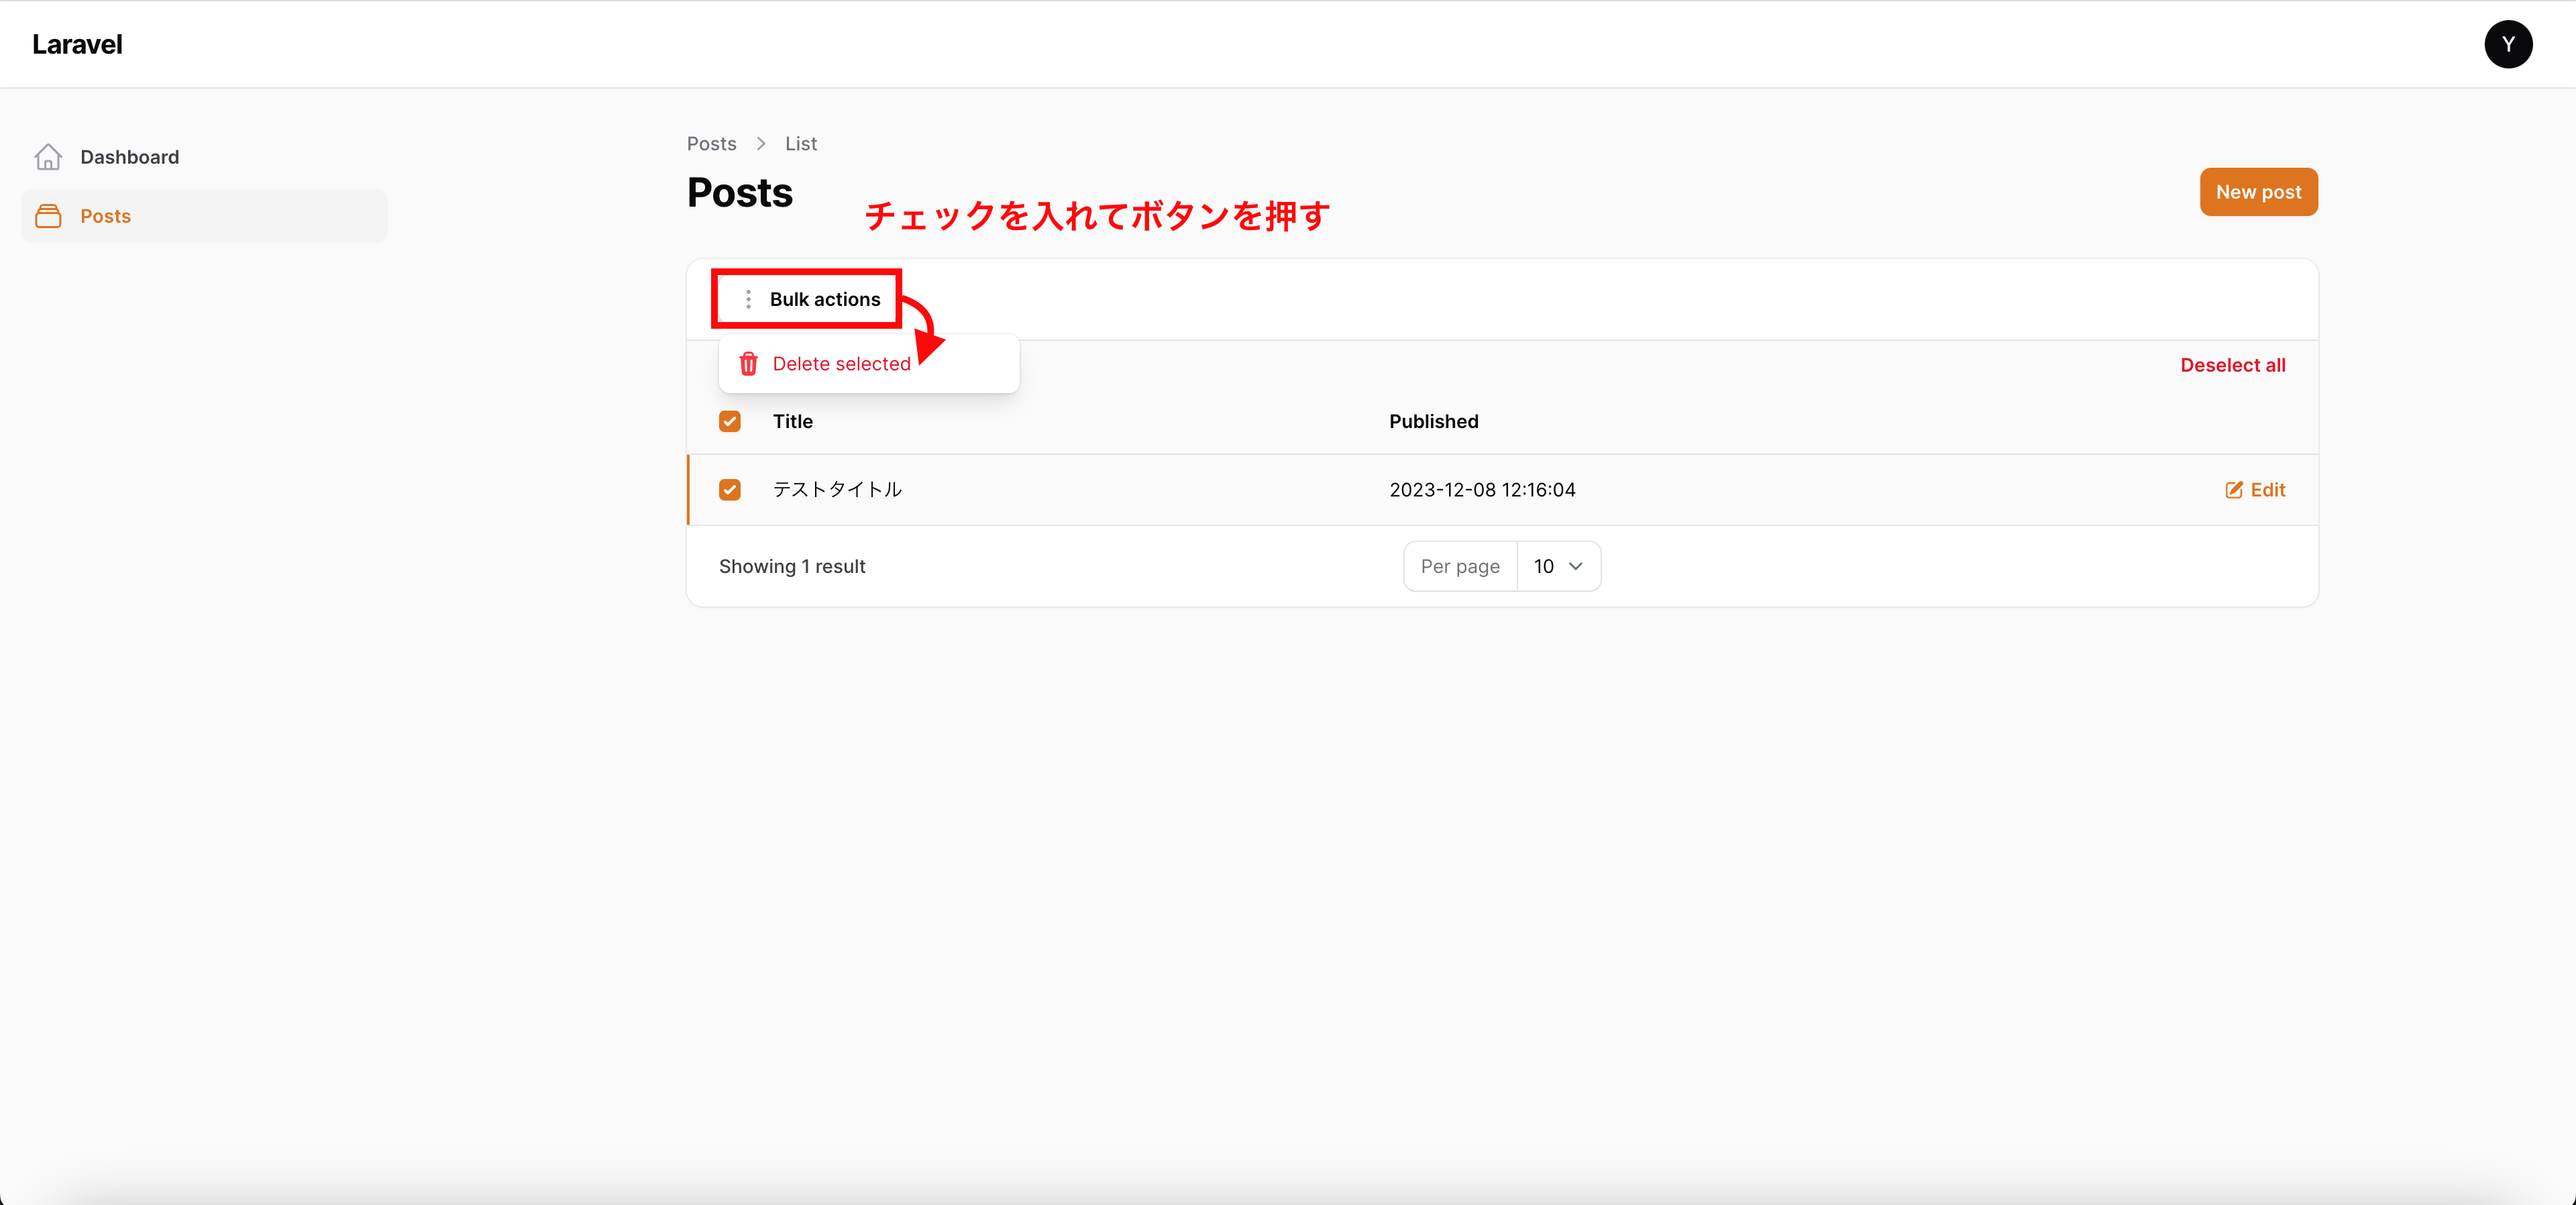 Laravel
Y
Dashboard
Posts
Posts > List
Posts
チェックを入れてボタンを押す
New post
Bulk actions
Delete selected
Deselect all
Title Published
テストタイトル 2023-12-08 12:16:04 Edit
Showing 1 result Per page 10